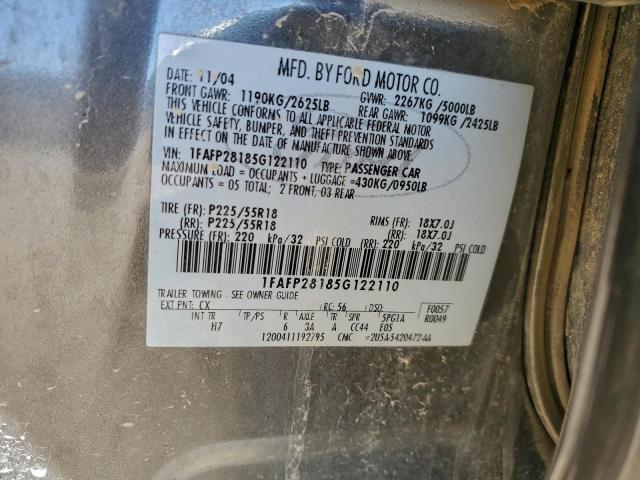 MFD. BY FORD MOTOR CO.
DATE: 11/04 GVWR: 2267KG /5000LB
FRONT GAWR: 1190KG/2625LB REAR GAWR: 1099KG /2425LB
THIS VEHICLE CONFORMS TO ALL APPLICABLE FEDERAL MOTOR
VEHICLE SAFETY, BUMPER, AND THEFT PREVENTION STANDARDS
IN EFFECT ON THE DATE OF MANUFACTURE SHOWN ABOVE.
VIN: 1FAFP28185G122110 TYPE: PASSENGER CAR
MAXIMUM LOAD = OCCUPANTS + LUGGAGE =430KG/0950LB
OCCUPANTS = 05 TOTAL; 2 FRONT, 03 REAR
TIRE (FR): P225/55R18 RIMS (FR): 18X7.0J
(RR): P225/55R18 (RR): 18X7.0J
PRESSURE (FR): 220 kPa/32 PSI COLD (RR): 220 kPa/32 PSI COLD
1FAFP28185G122110
TRAILER TOWING - SEE OWNER GUIDE
EXT PNT: CX RC: 56 DSO: F0057
R0049
INT TR TP/PS R AXLE TR SPR SPG1A
H7 6 3A A CC44 E05
1200411192795 CMC